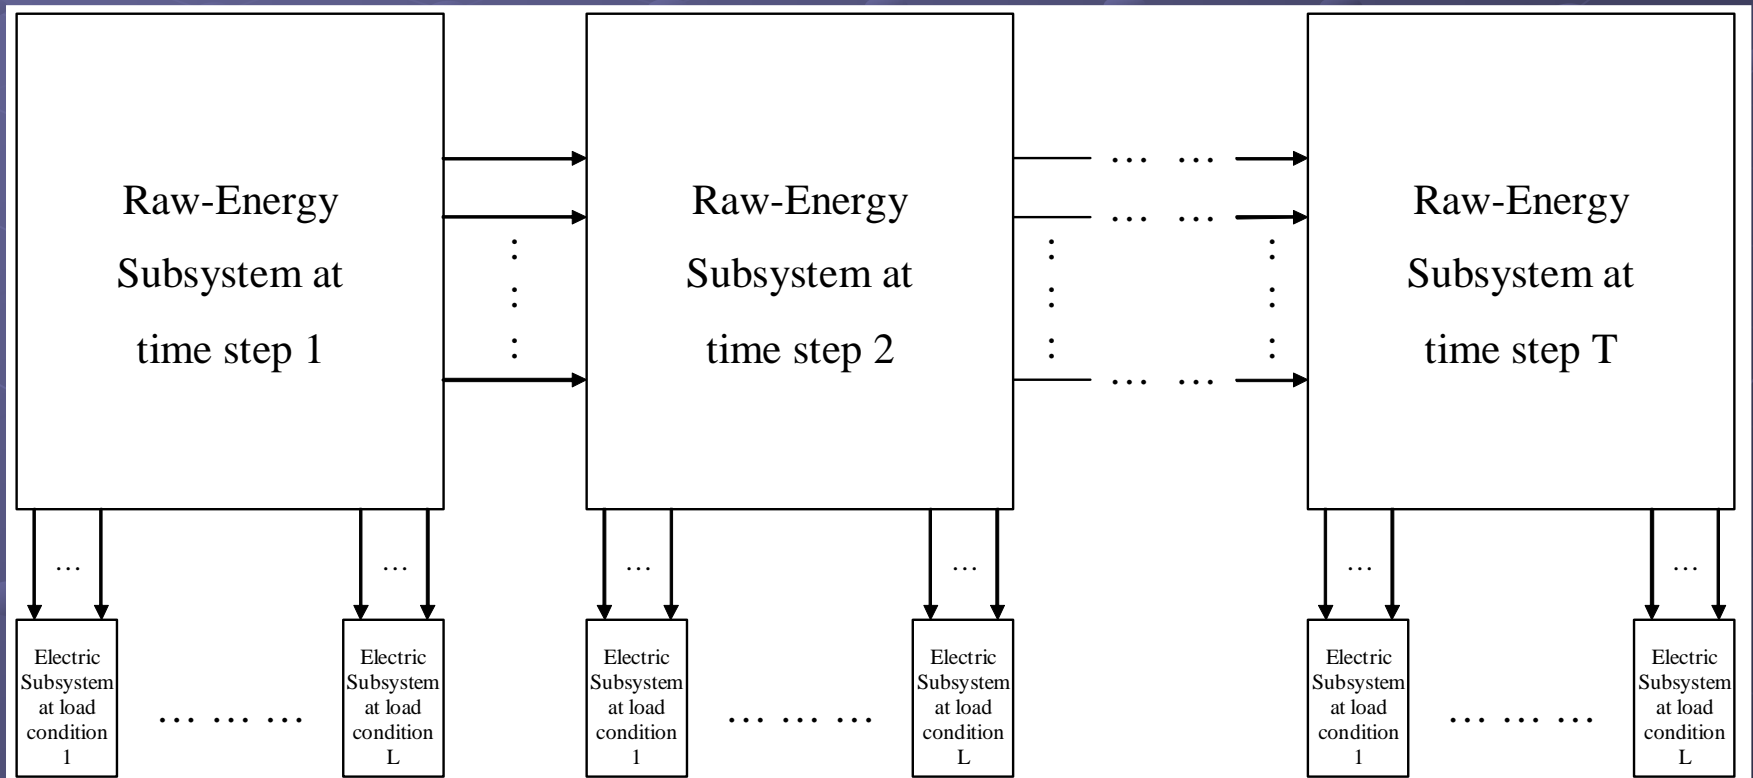 Raw-Energy
Subsystem at
time step 1
Raw-Energy
Subsystem at
time step 2
Raw-Energy
Subsystem at
time step T
… …
… …
… …
… … … … … …
Electric
Subsystem
at load
condition
1
… … …
Electric
Subsystem
at load
condition
L
Electric
Subsystem
at load
condition
1
… … …
Electric
Subsystem
at load
condition
L
Electric
Subsystem
at load
condition
1
… … …
Electric
Subsystem
at load
condition
L